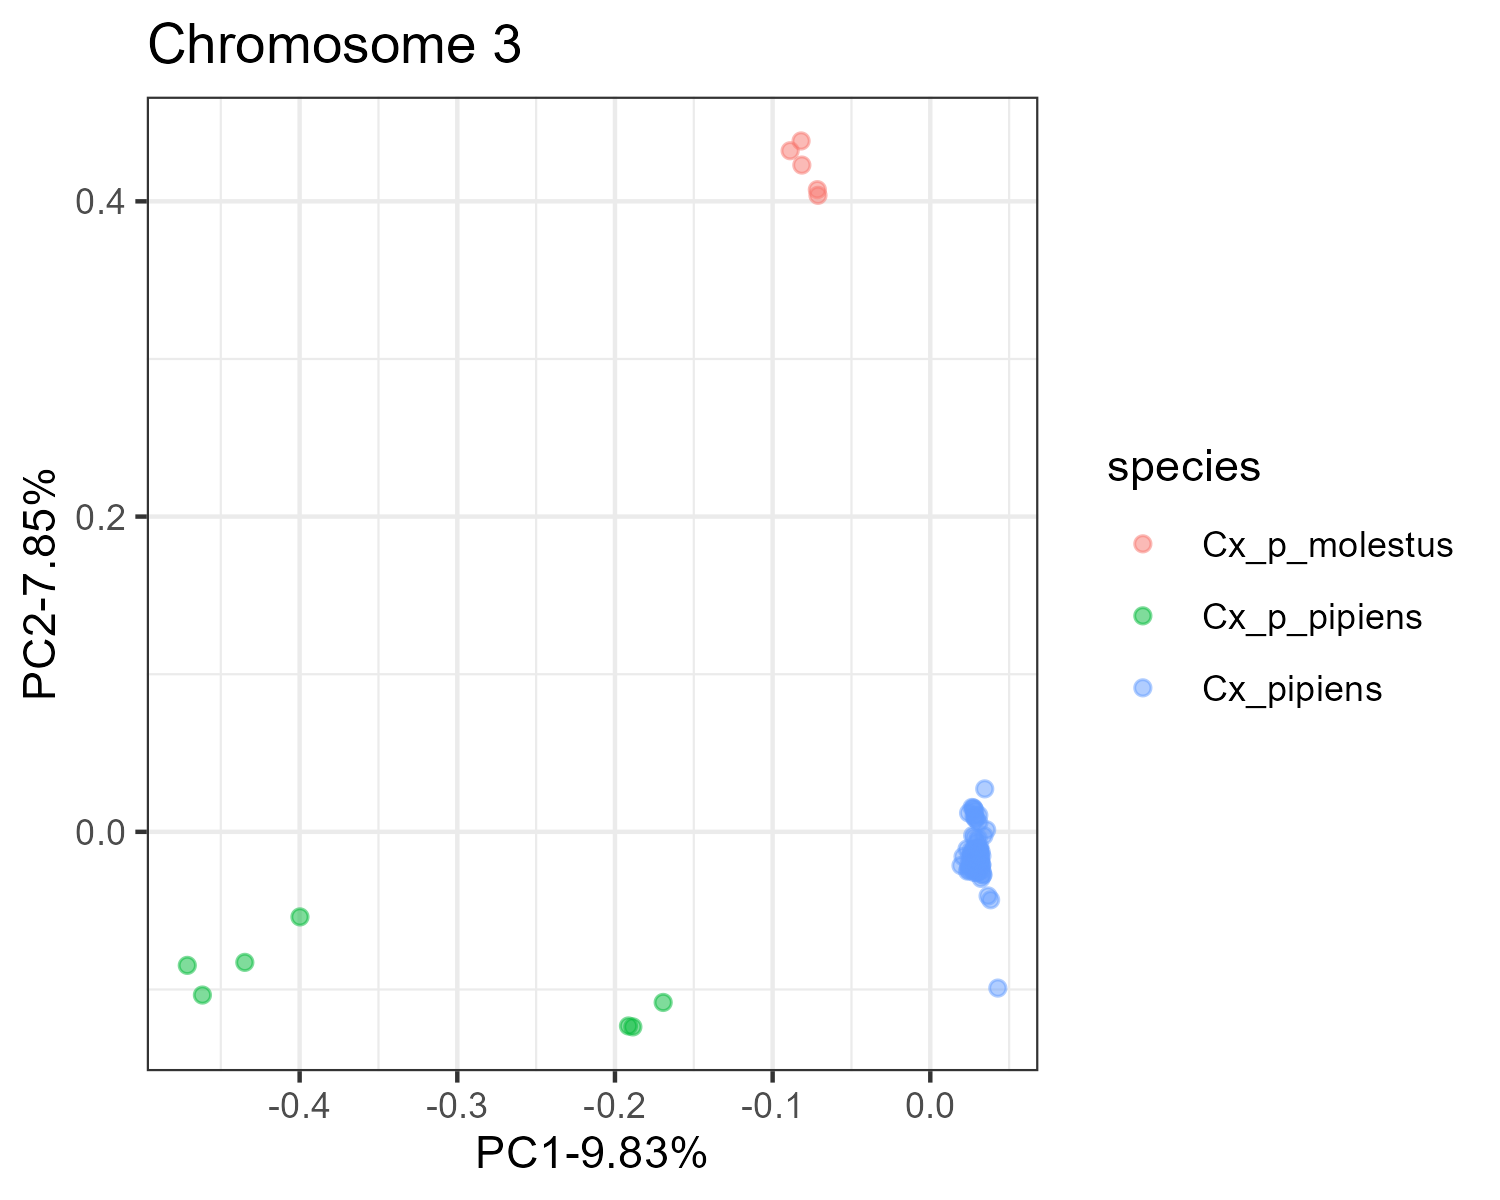 Chromosome 3
0.4
0.2
0.0
PC2-7.85%
-0.4
-0.3
-0.2
-0.1
0.0
PC1-9.83%
species
Cx_p_molestus
Cx_p_pipiens
Cx_pipiens